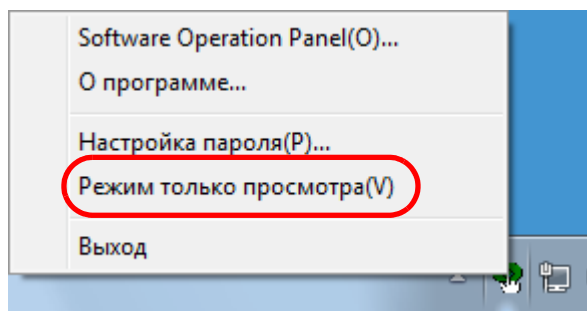 Software Operation Panel(O)...
О программе...
Настройка пароля(P)...
Режим только просмотра(V)
Выход